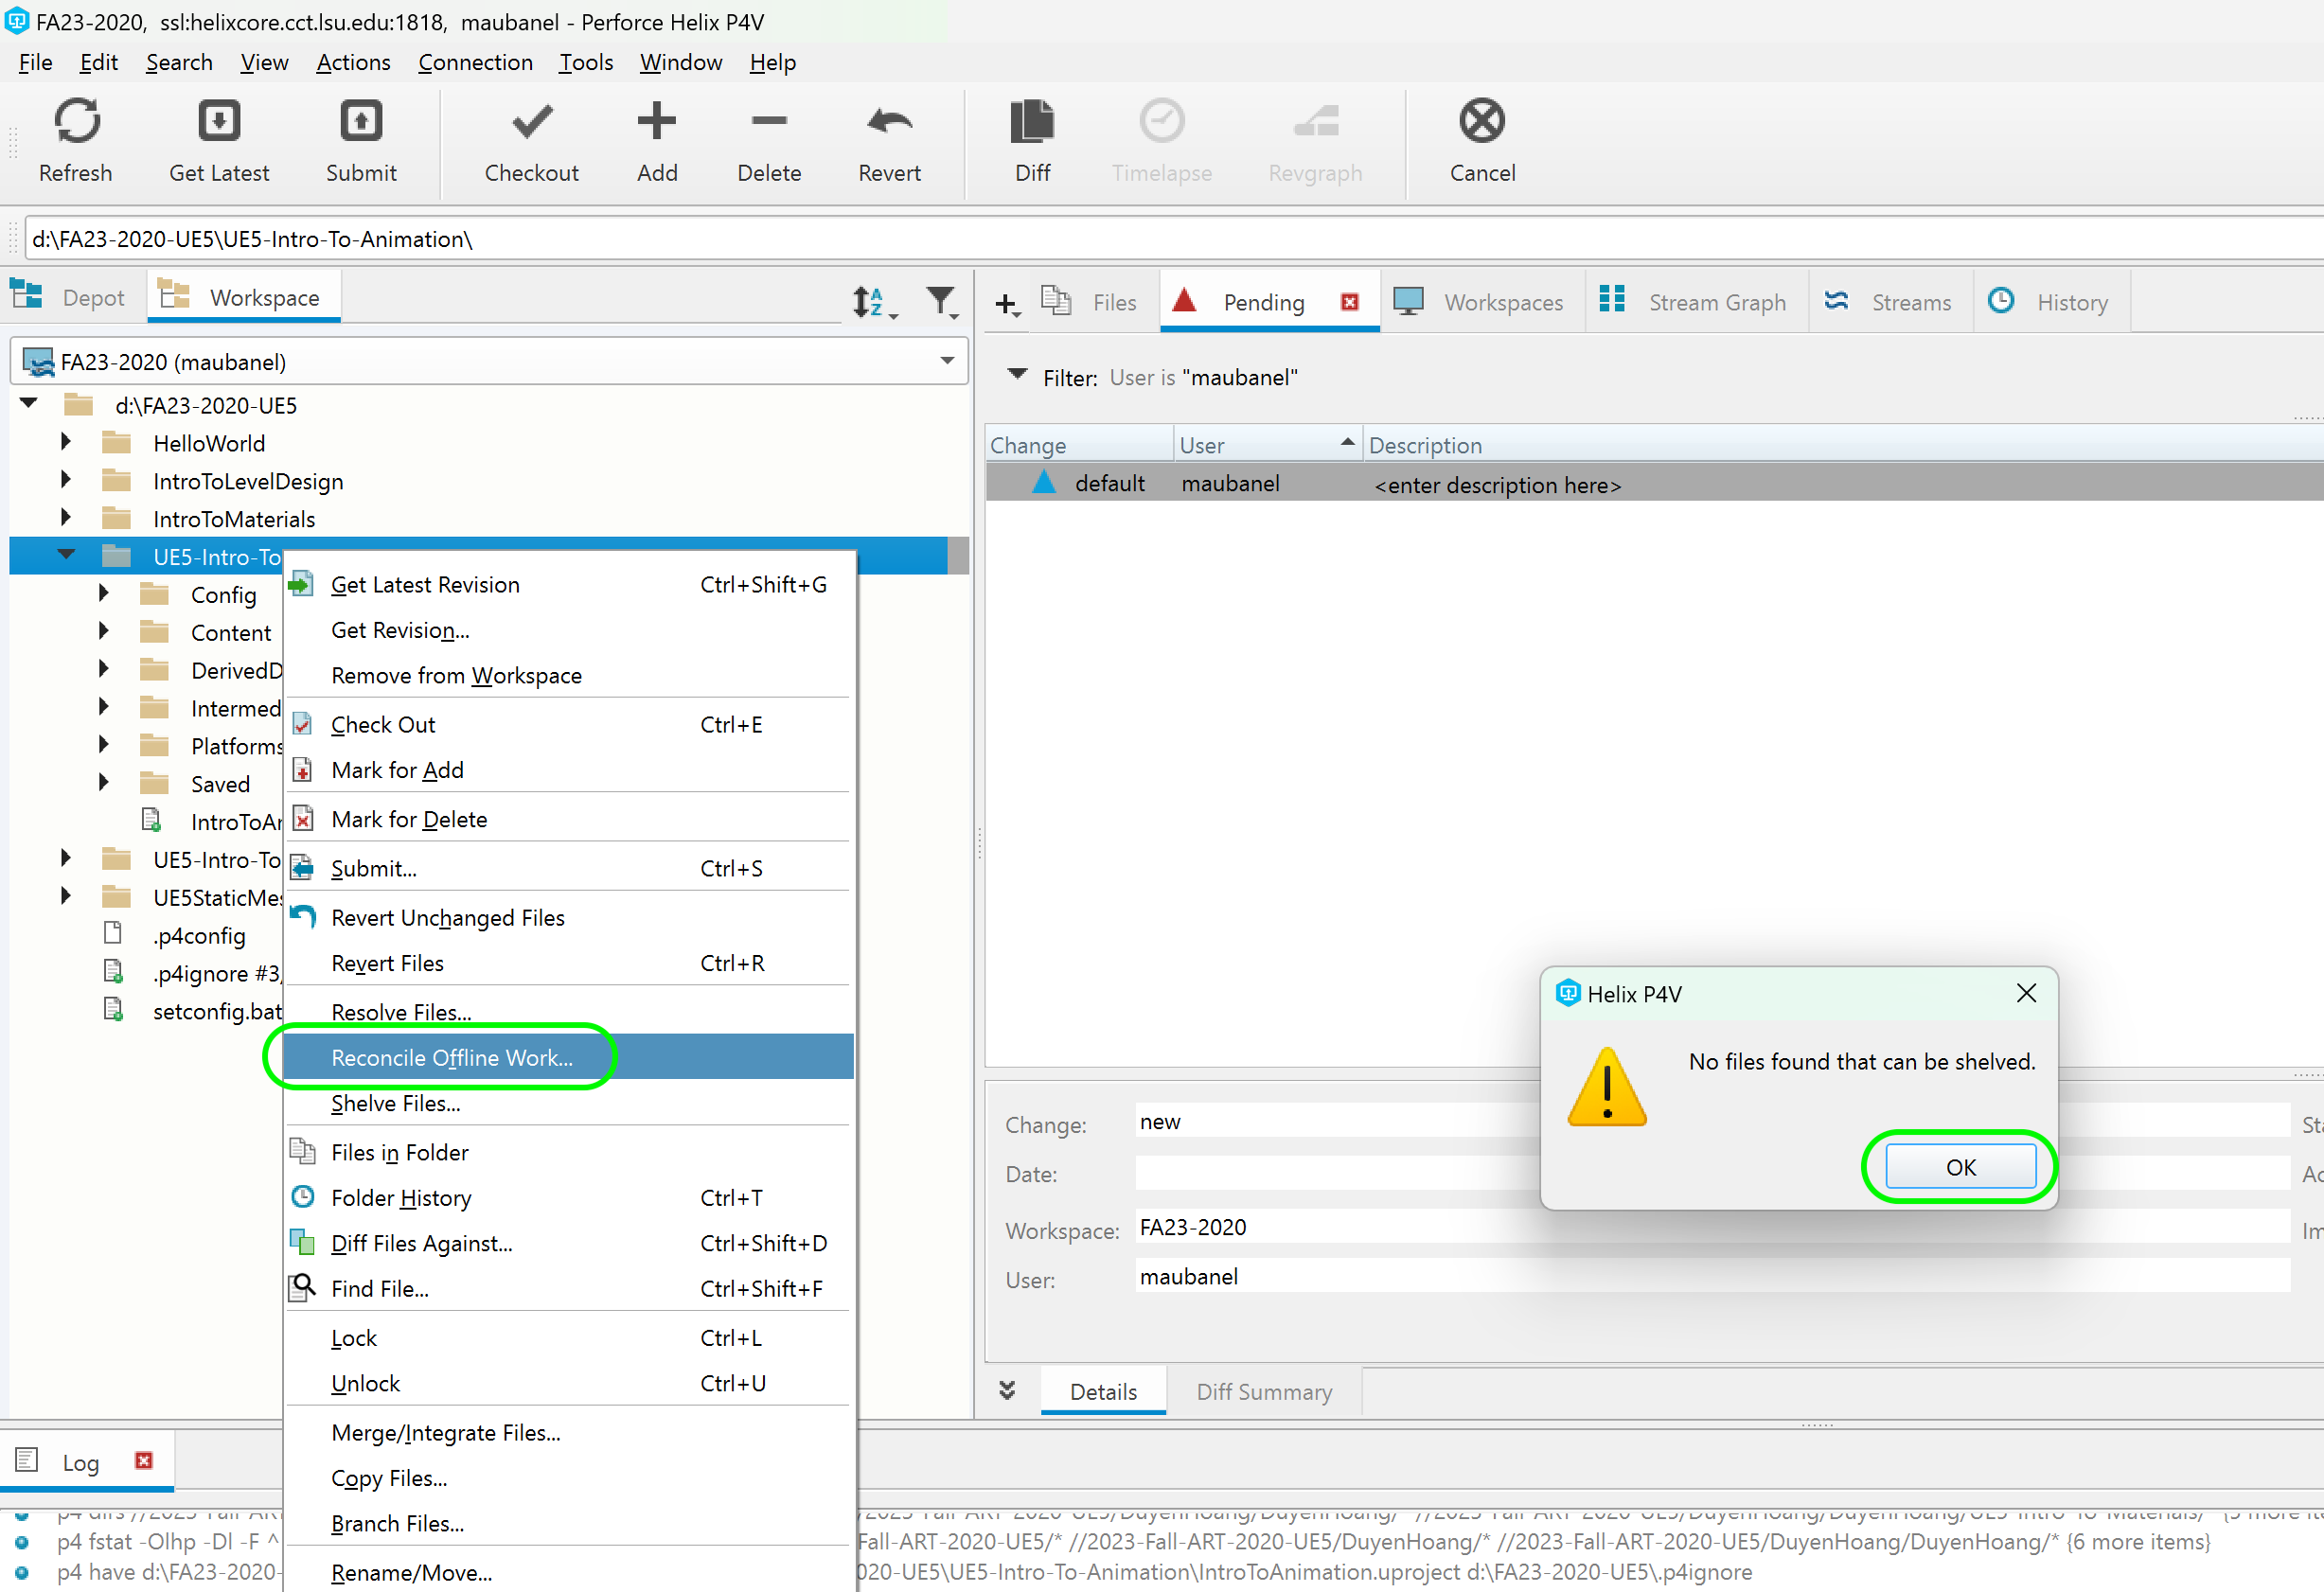 FA23-2020, ssl:helixcore.cct.lsu.edu:1818, maubanel - Perforce Helix P4V
File Edit Search View Actions Connection Tools Window Help
Refresh Get Latest Submit Checkout Add Delete Revert Diff Timelapse Revgraph Cancel
d:\FA23-2020-UE5\UE5-Intro-To-Animation\
Depot Workspace
FA23-2020 (maubanel)
d:\FA23-2020-UE5
HelloWorld
IntroToLevelDesign
IntroToMaterials
UE5-Intro-To
Config
Content
DerivedD
Intermed
Platforms
Saved
IntroToAr
UE5-Intro-To
UE5StaticMes
.p4config
.p4ignore #3/
setconfig.bat
Get Latest Revision Ctrl+Shift+G
Get Revision...
Remove from Workspace
Check Out Ctrl+E
Mark for Add
Mark for Delete
Submit... Ctrl+S
Revert Unchanged Files
Revert Files Ctrl+R
Resolve Files...
Reconcile Offline Work...
Shelve Files...
Files in Folder
Folder History Ctrl+T
Diff Files Against... Ctrl+Shift+D
Find File... Ctrl+Shift+F
Lock Ctrl+L
Unlock Ctrl+U
Merge/Integrate Files...
Copy Files...
Branch Files...
Rename/Move...
Files Pending Workspaces Stream Graph Streams History
Filter: User is "maubanel"
Change User Description
default maubanel <enter description here>
Helix P4V
No files found that can be shelved.
OK
Change: new
Date:
Workspace: FA23-2020
User: maubanel
Sta
Ac
Im
Details Diff Summary
Log
p4 fstat -Olhp -Dl -F ^ Fall-ART-2020-UE5/* //2023-Fall-ART-2020-UE5/DuyenHoang/* //2023-Fall-ART-2020-UE5/DuyenHoang/DuyenHoang/* {6 more items}
p4 have d:\FA23-2020- 020-UE5\UE5-Intro-To-Animation\IntroToAnimation.uproject d:\FA23-2020-UE5\.p4ignore